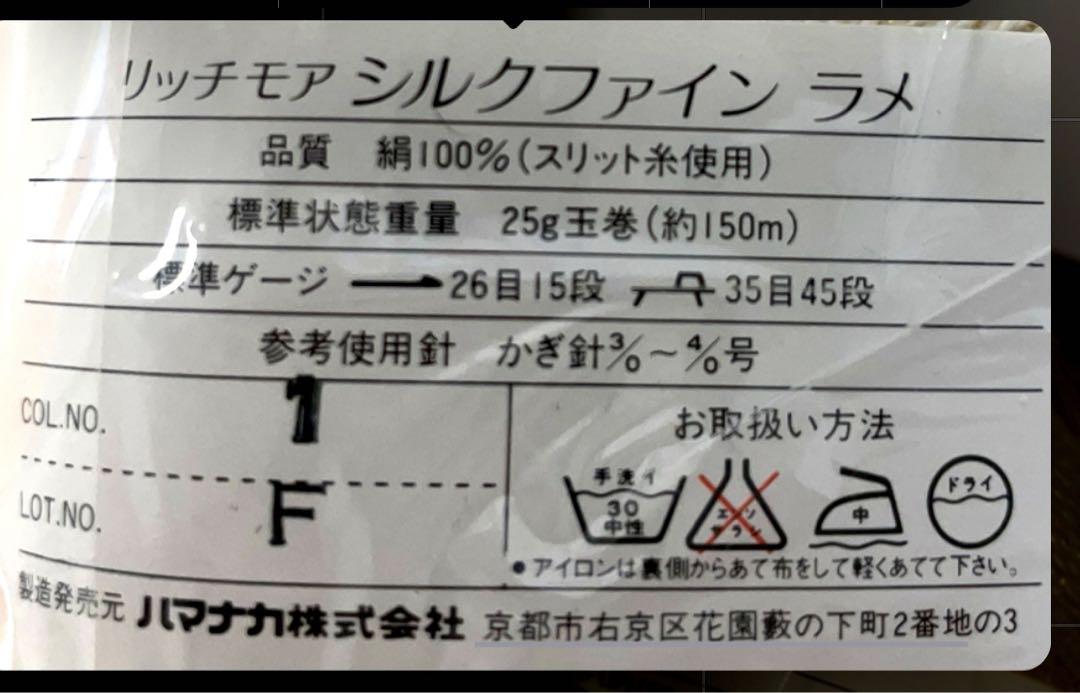 リッチモア シルクファイン ラメ
品質 絹100%(スリット糸使用)
標準状態重量 25g玉巻(約150m)
標準ゲージ 26目15段 35目45段
参考使用針 かぎ針3/0～4/0号
COL.NO. 1
LOT.NO. F
お取扱い方法
手洗イ 30 中性
エンソサラシ
中
ドライ
●アイロンは裏側からあて布をして軽くあてて下さい。
製造発売元 ハマナカ株式会社 京都市右京区花園薮の下町2番地の3